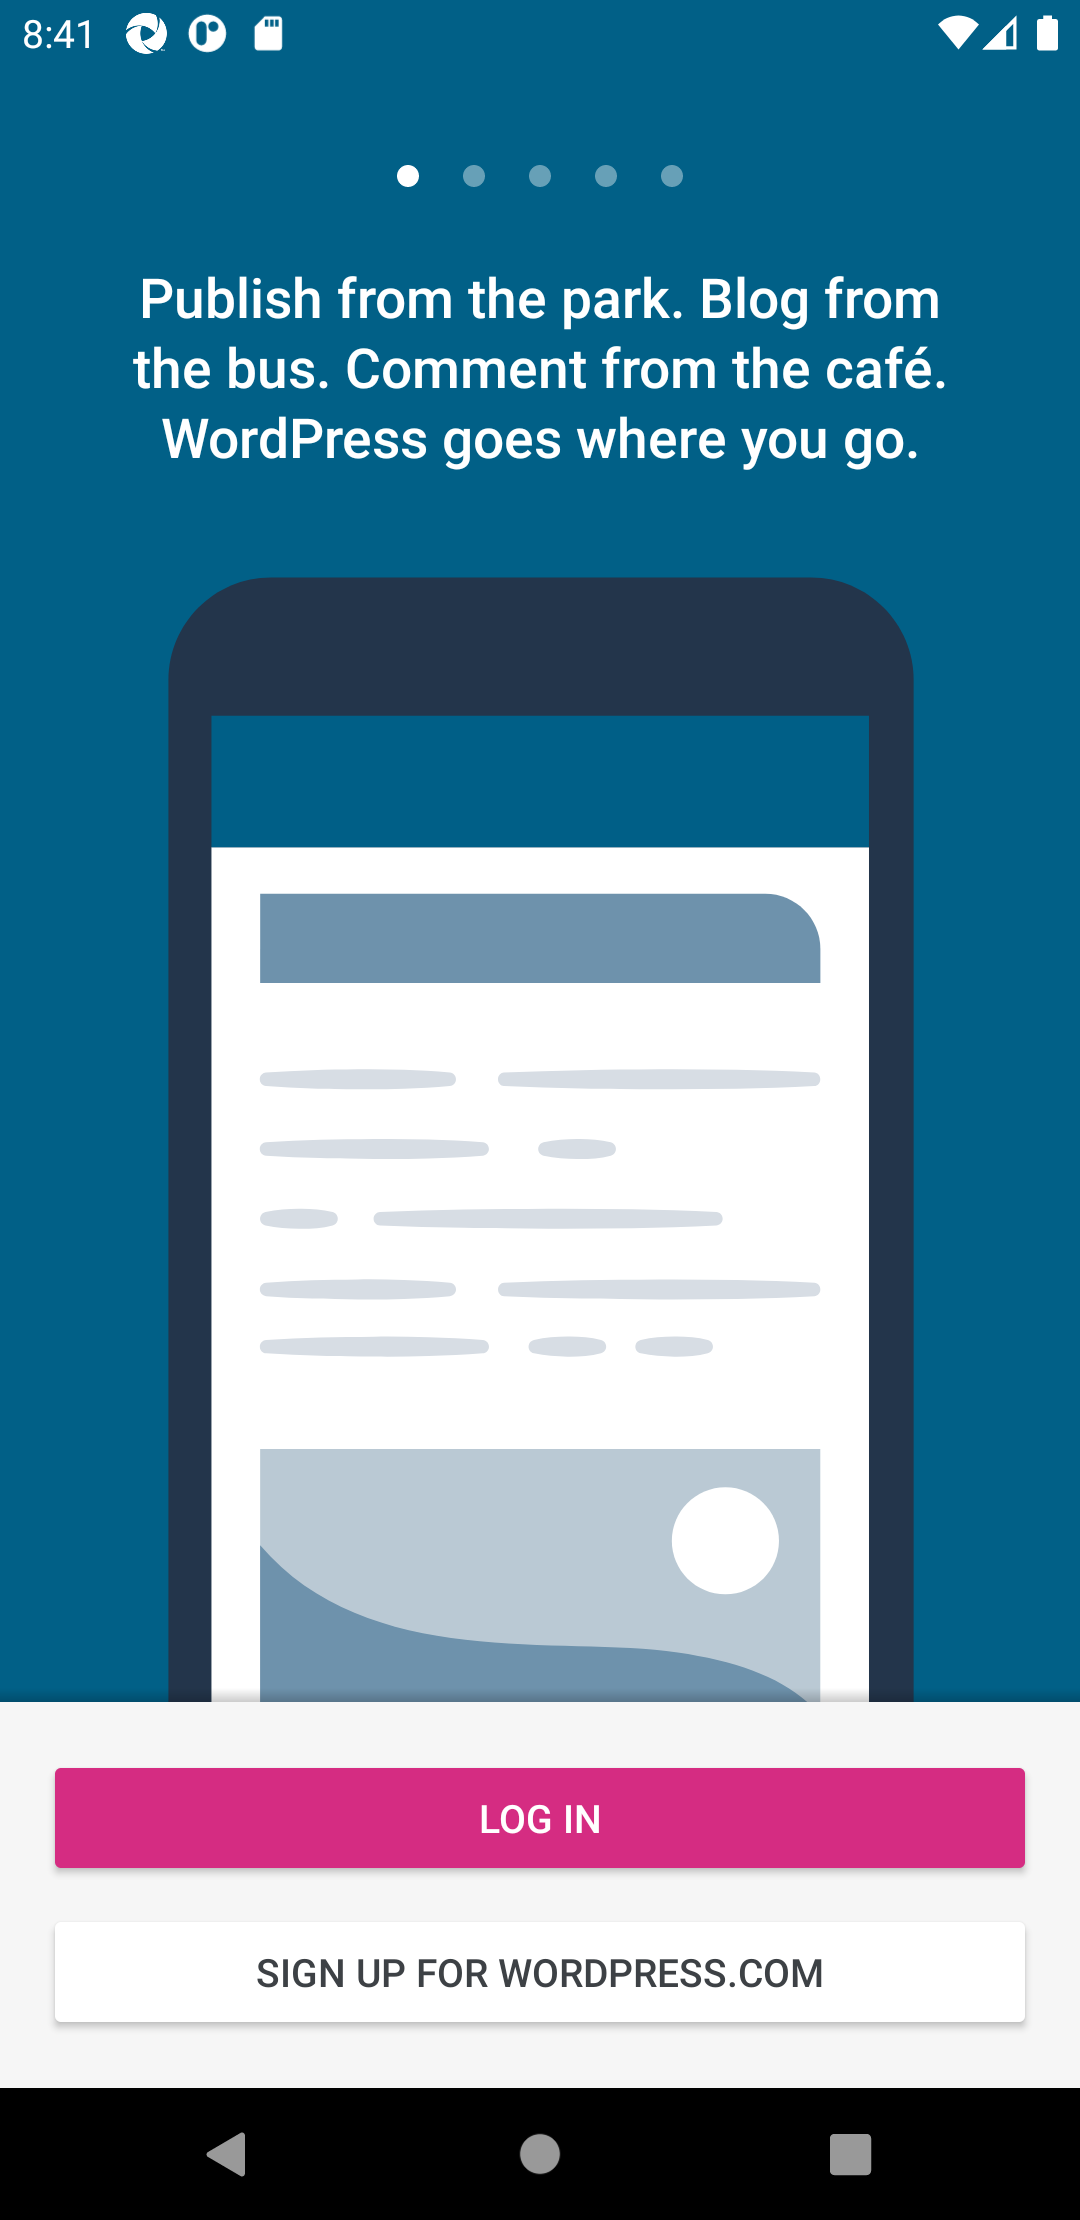 8:41
Publish from the park. Blog from
the bus. Comment from the café.
WordPress goes where you go.
LOG IN
SIGN UP FOR WORDPRESS.COM